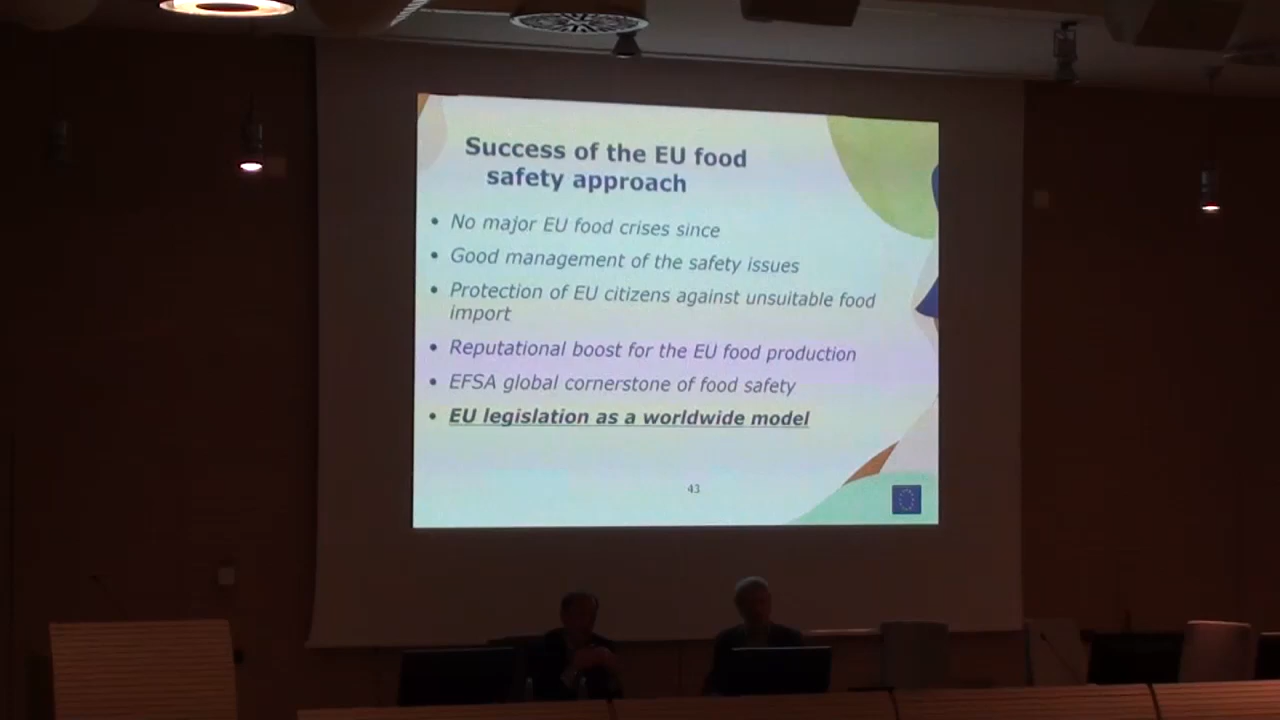 Success of the EU food
safety approach
• No major EU food crises since
• Good management of the safety issues
• Protection of EU citizens against unsuitable food
import
• Reputational boost for the EU food production
• EFSA global cornerstone of food safety
• EU legislation as a worldwide model
43